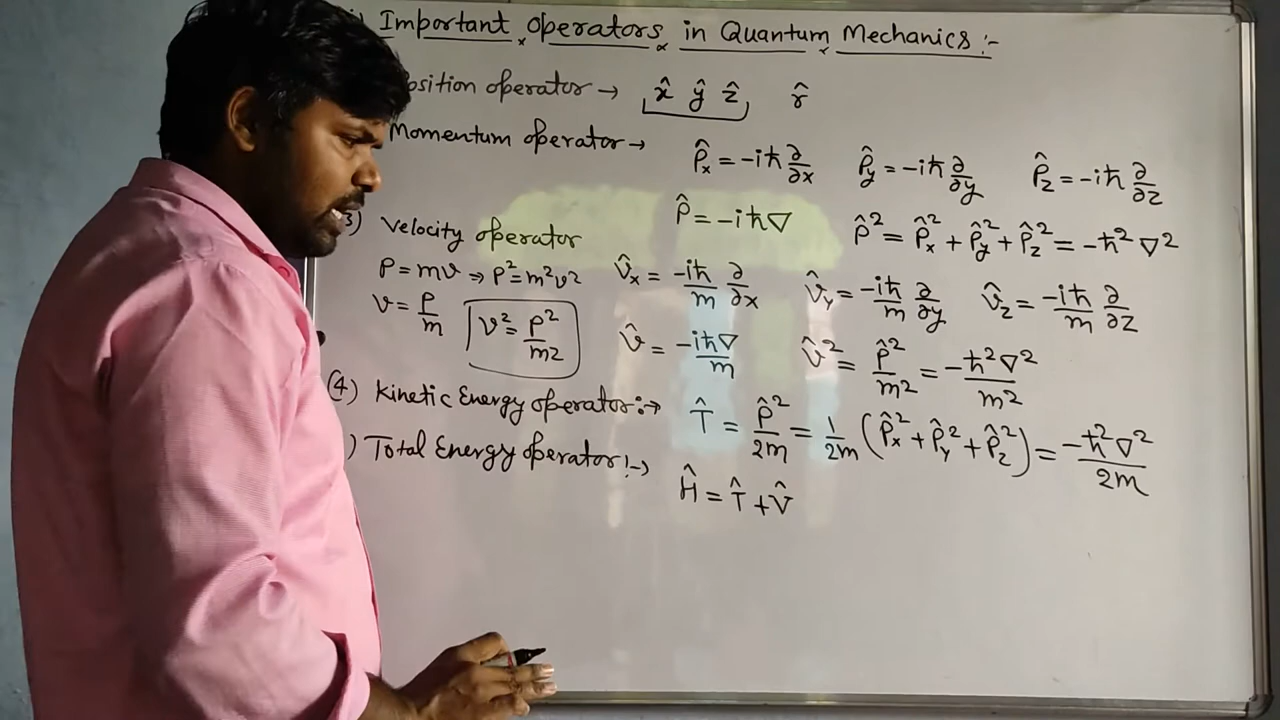 ) Important operators in Quantum Mechanics :-
osition operator → x̂ ŷ ẑ r̂
Momentum operator → P̂x = -iħ ∂/∂x P̂y = -iħ ∂/∂y P̂z = -iħ ∂/∂z
P̂ = -iħ∇ P̂² = P̂x² + P̂y² + P̂z² = -ħ² ∇²
3) Velocity operator
P = mv ⇒ P² = m²v² v̂x = -iħ/m ∂/∂x v̂y = -iħ/m ∂/∂y v̂z = -iħ/m ∂/∂z
v = P/m v² = P²/m2 v̂ = -iħ∇/m v̂² = P̂²/m2 = -ħ²∇²/m2
(4) Kinetic Energy operator:→ T̂ = P̂²/2m = 1/2m (P̂x² + P̂y² + P̂z²) = -ħ²∇²/2m
) Total Energy operator:→ Ĥ = T̂ + V̂